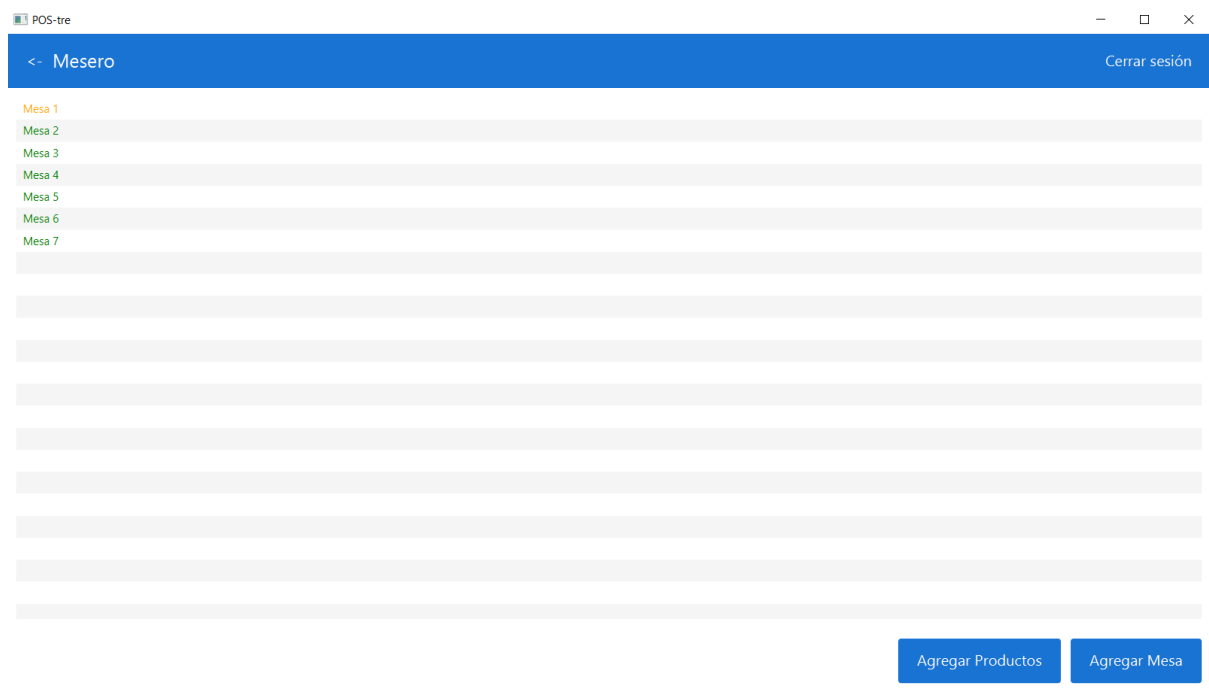 POS-tre
<- Mesero
Cerrar sesión
Mesa 1
Mesa 2
Mesa 3
Mesa 4
Mesa 5
Mesa 6
Mesa 7
Agregar Productos
Agregar Mesa